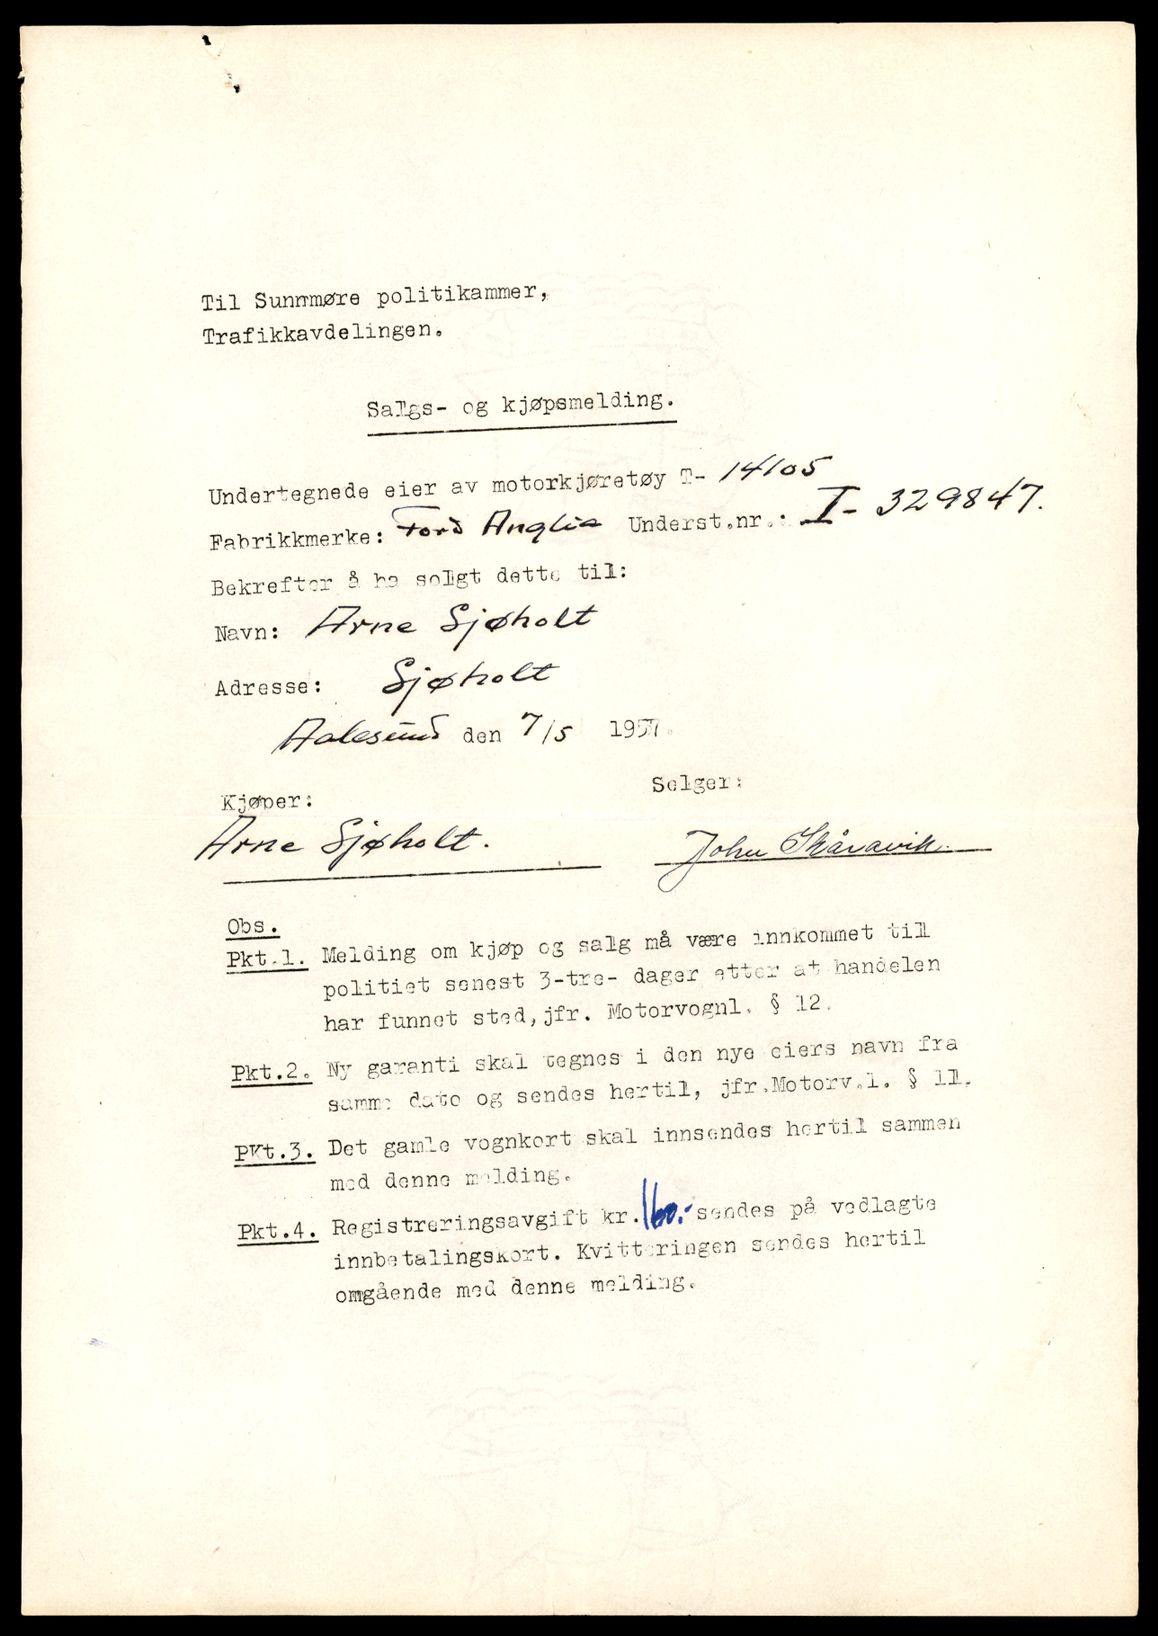 Til Sunnmøre politikammer,
Trafikkavdelingen.
Salgs- og kjøpsmelding.
Undertegnede eier av motorkjøretøy T- 14105
Fabrikkmerke: Ford Anglia Underst.nr.: I- 329847.
Bekrefter å ha solgt dette til:
Navn: Arne Sjøholt
Adresse: Sjøholt
Aalesund den 7/5 1957.
Kjøper: Selger:
Arne Sjøholt. John Skåravik.
Obs.
Pkt.1. Melding om kjøp og salg må være innkommet til
politiet senest 3-tre- dager etter at handelen
har funnet sted, jfr. Motorvognl. § 12.
Pkt.2. Ny garanti skal tegnes i den nye eiers navn fra
samme dato og sendes hertil, jfr.Motorv.l. § 11.
Pkt.3. Det gamle vognkort skal innsendes hertil sammen
med denne melding.
Pkt.4. Registreringsavgift kr. 160.- sendes på vedlagte
innbetalingskort. Kvitteringen sendes hertil
omgående med denne melding.